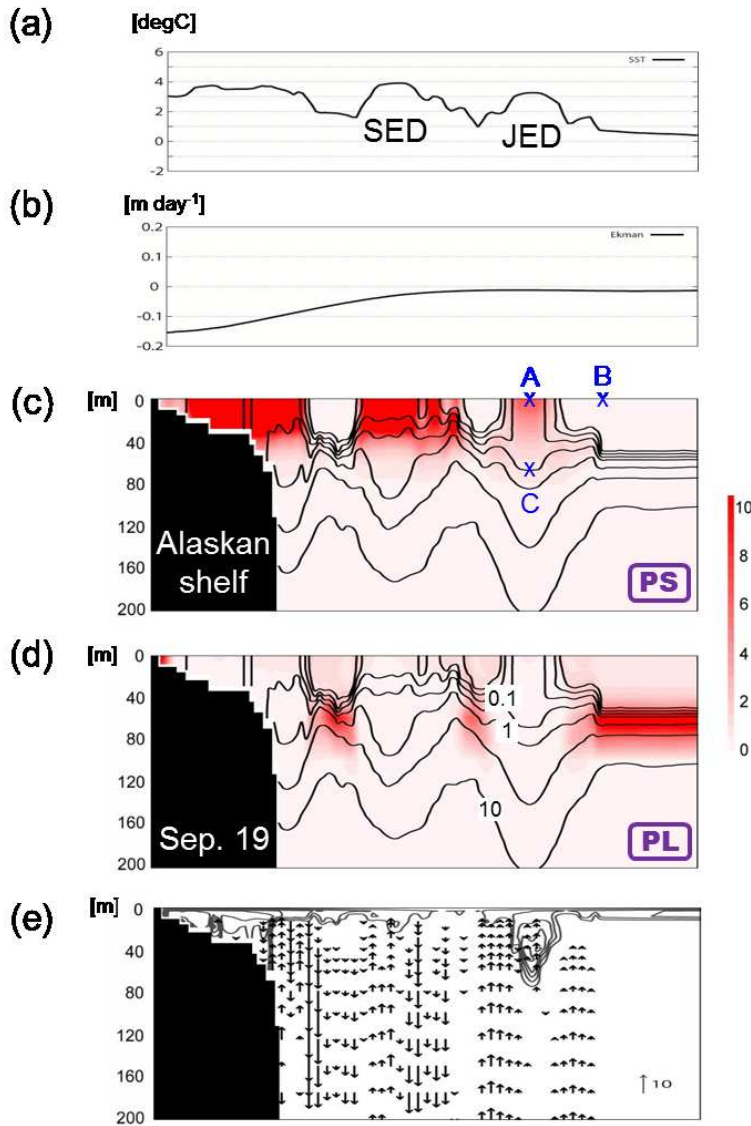 (a) [degC]
6
4
2
0
-2
SST
SED
JED
(b) [m day-1]
0.2
0.1
0
-0.1
-0.2
Ekman
A B
(c) [m] 0
40
80
120
160
200
C
Alaskan
shelf
PS
10
8
6
4
2
0
(d) [m] 0
40
80
120
160
200
0.1
1
10
Sep. 19
PL
(e) [m] 0
40
80
120
160
200
10